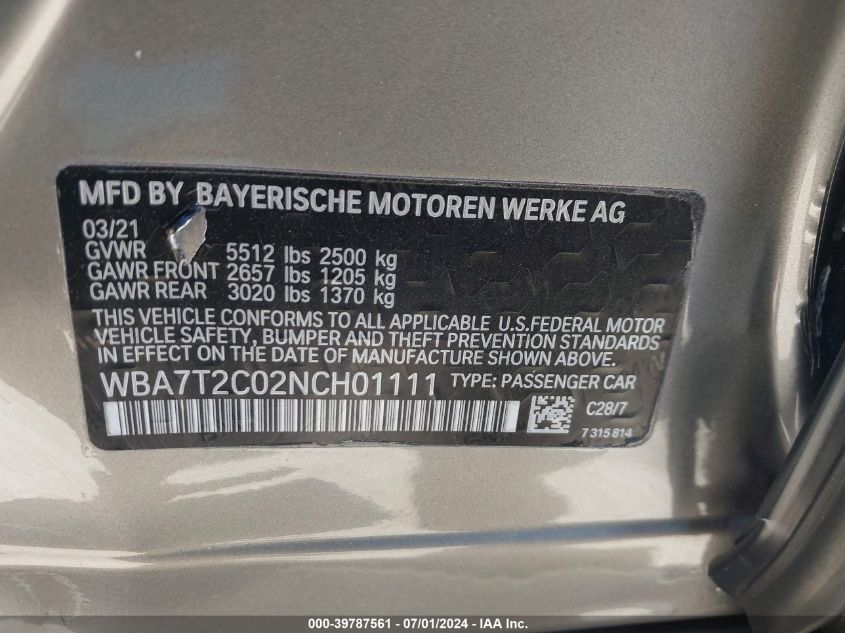 MFD BY BAYERISCHE MOTOREN WERKE AG
03/21
GVWR 5512 lbs 2500 kg
GAWR FRONT 2657 lbs 1205 kg
GAWR REAR 3020 lbs 1370 kg
THIS VEHICLE CONFORMS TO ALL APPLICABLE U.S.FEDERAL MOTOR
VEHICLE SAFETY, BUMPER AND THEFT PREVENTION STANDARDS
IN EFFECT ON THE DATE OF MANUFACTURE SHOWN ABOVE.
WBA7T2C02NCH01111 TYPE: PASSENGER CAR
C28/7
7315814
000-39787561 - 07/01/2024 - IAA Inc.